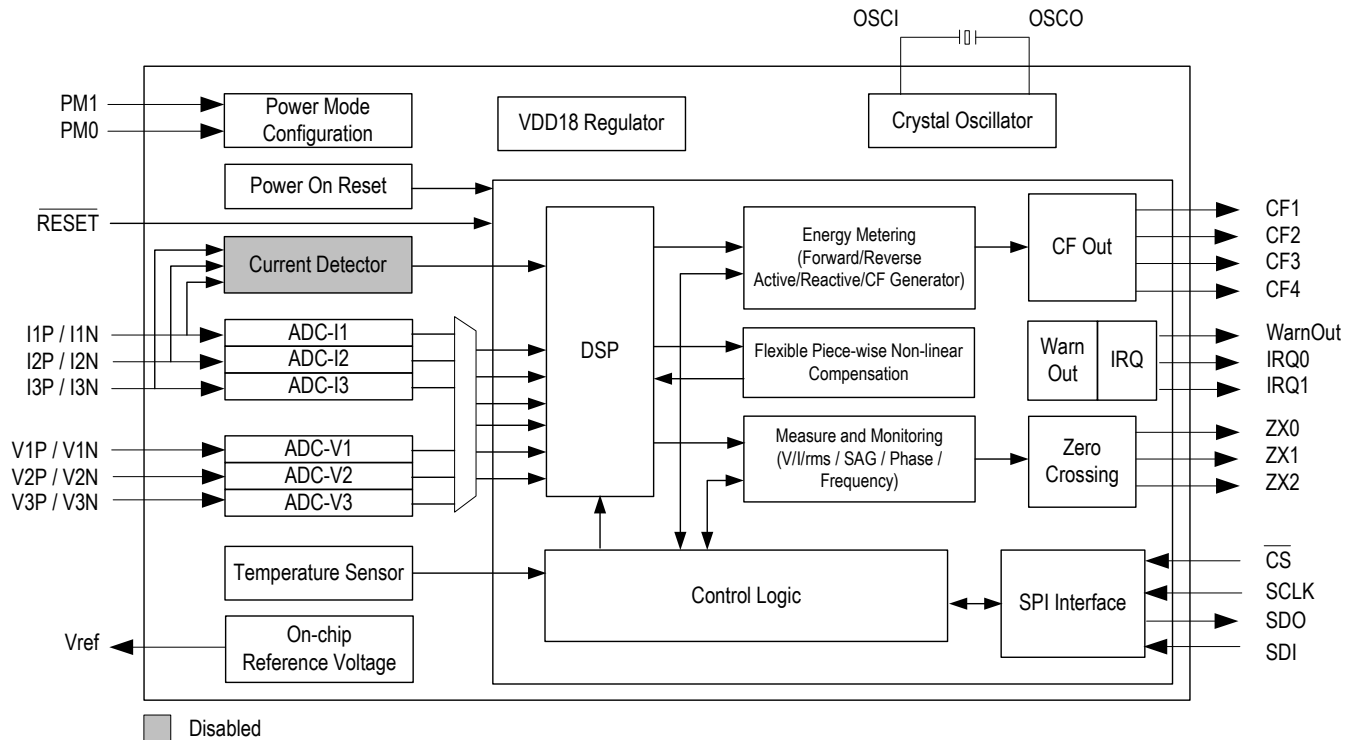 OSCI
OSCO
PM1
PM0
Power Mode
Configuration
VDD18 Regulator
Crystal Oscillator
Power On Reset
RESET
Current Detector
I1P / I1N
I2P / I2N
I3P / I3N
ADC-I1
ADC-I2
ADC-I3
V1P / V1N
V2P / V2N
V3P / V3N
ADC-V1
ADC-V2
ADC-V3
Temperature Sensor
Vref
On-chip
Reference Voltage
DSP
Energy Metering
(Forward/Reverse
Active/Reactive/CF Generator)
Flexible Piece-wise Non-linear
Compensation
Measure and Monitoring
(V/I/rms / SAG / Phase /
Frequency)
Control Logic
CF Out
Warn
Out
IRQ
Zero
Crossing
SPI Interface
CF1
CF2
CF3
CF4
WarnOut
IRQ0
IRQ1
ZX0
ZX1
ZX2
CS
SCLK
SDO
SDI
Disabled